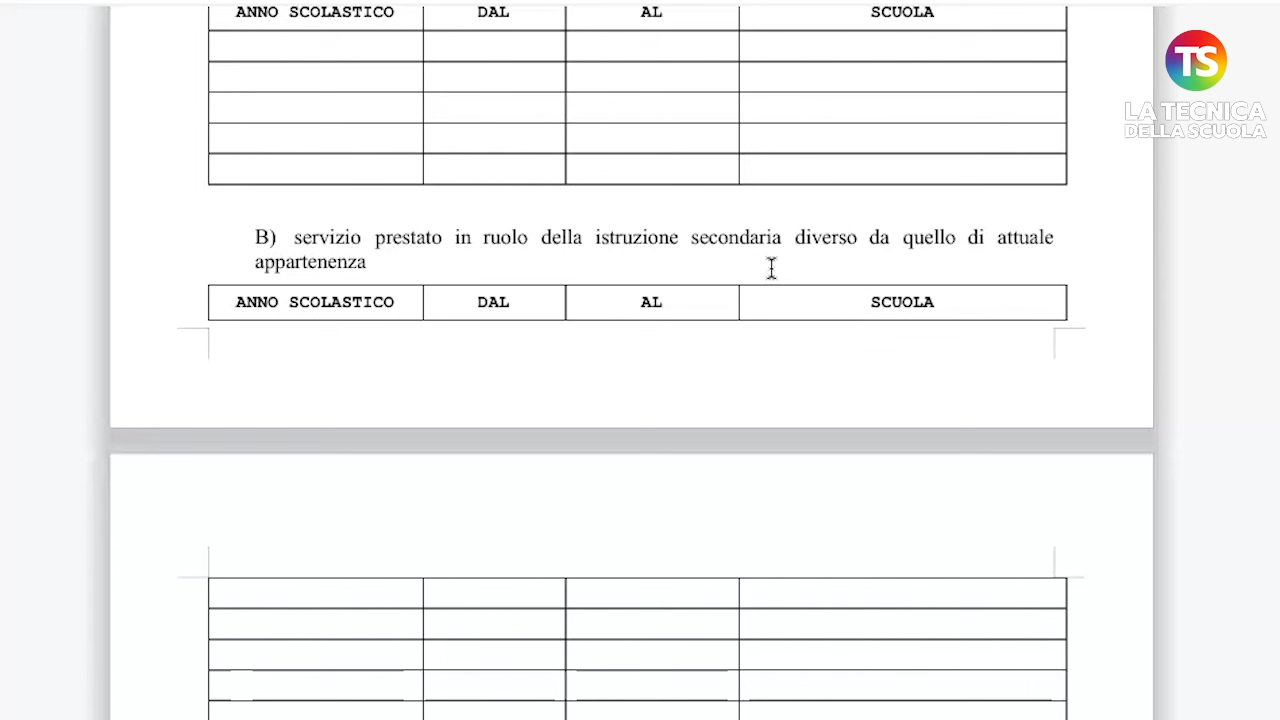 ANNO SCOLASTICO DAL AL SCUOLA
TS
LA TECNICA
DELLA SCUOLA
B) servizio prestato in ruolo della istruzione secondaria diverso da quello di attuale
appartenenza
ANNO SCOLASTICO DAL AL SCUOLA